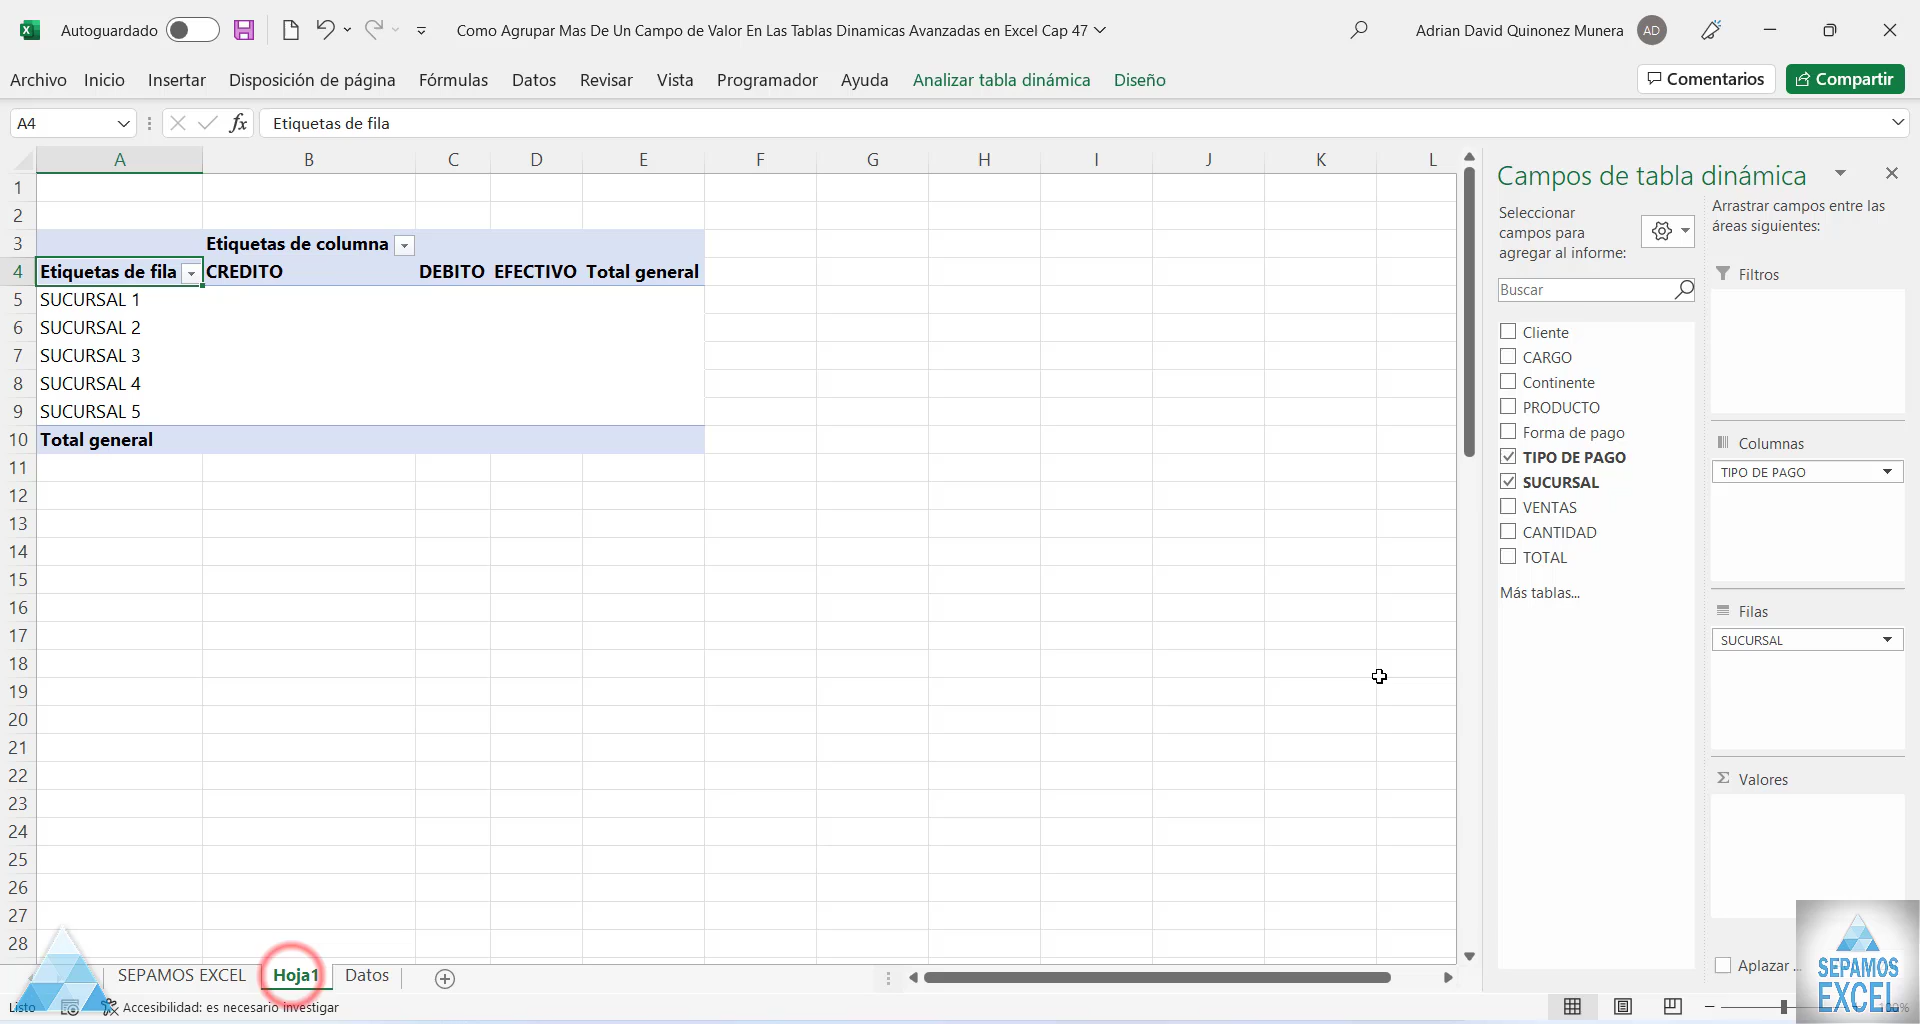 Autoguardado
Como Agrupar Mas De Un Campo de Valor En Las Tablas Dinamicas Avanzadas en Excel Cap 47
Adrian David Quinonez Munera
AD
Archivo Inicio Insertar Disposición de página Fórmulas Datos Revisar Vista Programador Ayuda Analizar tabla dinámica Diseño
Comentarios
Compartir
A4
fx
Etiquetas de fila
A B C D E F G H I J K L
1
2
3 Etiquetas de columna
4 Etiquetas de fila CREDITO DEBITO EFECTIVO Total general
5 SUCURSAL 1
6 SUCURSAL 2
7 SUCURSAL 3
8 SUCURSAL 4
9 SUCURSAL 5
10 Total general
11
12
13
14
15
16
17
18
19
20
21
22
23
24
25
26
27
28
Campos de tabla dinámica
Seleccionar
campos para
agregar al informe:
Buscar
Cliente
CARGO
Continente
PRODUCTO
Forma de pago
TIPO DE PAGO
SUCURSAL
VENTAS
CANTIDAD
TOTAL
Más tablas...
Arrastrar campos entre las
áreas siguientes:
Filtros
Columnas
TIPO DE PAGO
Filas
SUCURSAL
Σ Valores
Aplazar ...
SEPAMOS EXCEL
Hoja1
Datos
Listo
Accesibilidad: es necesario investigar
SEPAMOS
EXCEL